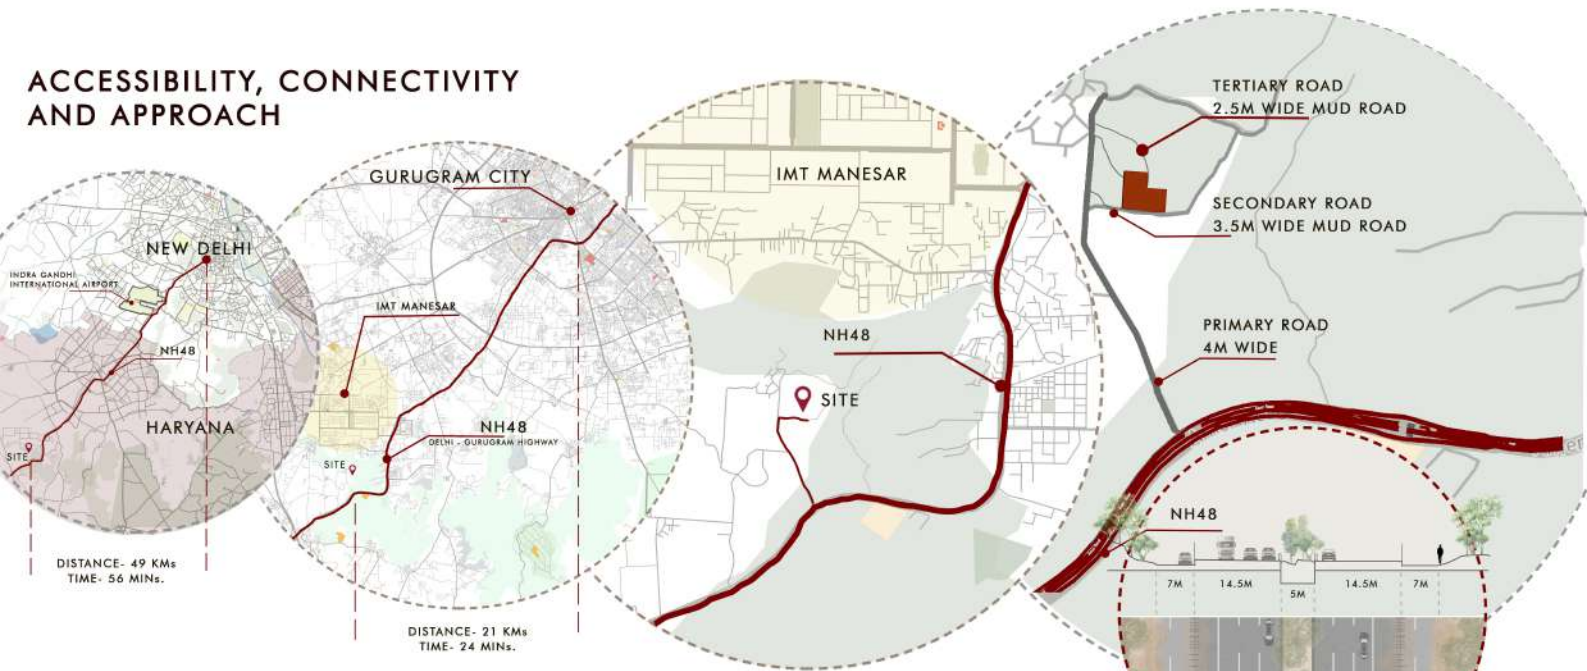 ACCESSIBILITY, CONNECTIVITY
AND APPROACH
NEW DELHI
INDRA GANDHI
INTERNATIONAL AIRPORT
NH48
HARYANA
SITE
DISTANCE- 49 KMs
TIME- 56 MINs.
GURUGRAM CITY
IMT MANESAR
NH48
DELHI - GURUGRAM HIGHWAY
SITE
DISTANCE- 21 KMs
TIME- 24 MINs.
IMT MANESAR
NH48
SITE
TERTIARY ROAD
2.5M WIDE MUD ROAD
SECONDARY ROAD
3.5M WIDE MUD ROAD
PRIMARY ROAD
4M WIDE
NH48
7M
14.5M
5M
14.5M
7M